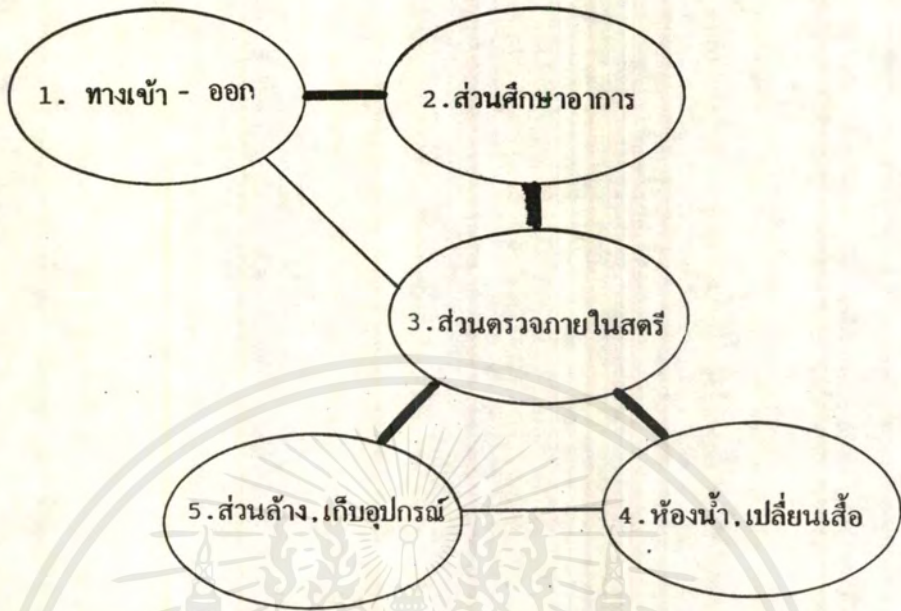 1. ทางเข้า - ออก
2.ส่วนศึกษาอาการ
3.ส่วนตรวจภายในสตรี
5.ส่วนล้าง,เก็บอุปกรณ์
4.ห้องน้ำ,เปลี่ยนเสื้อ